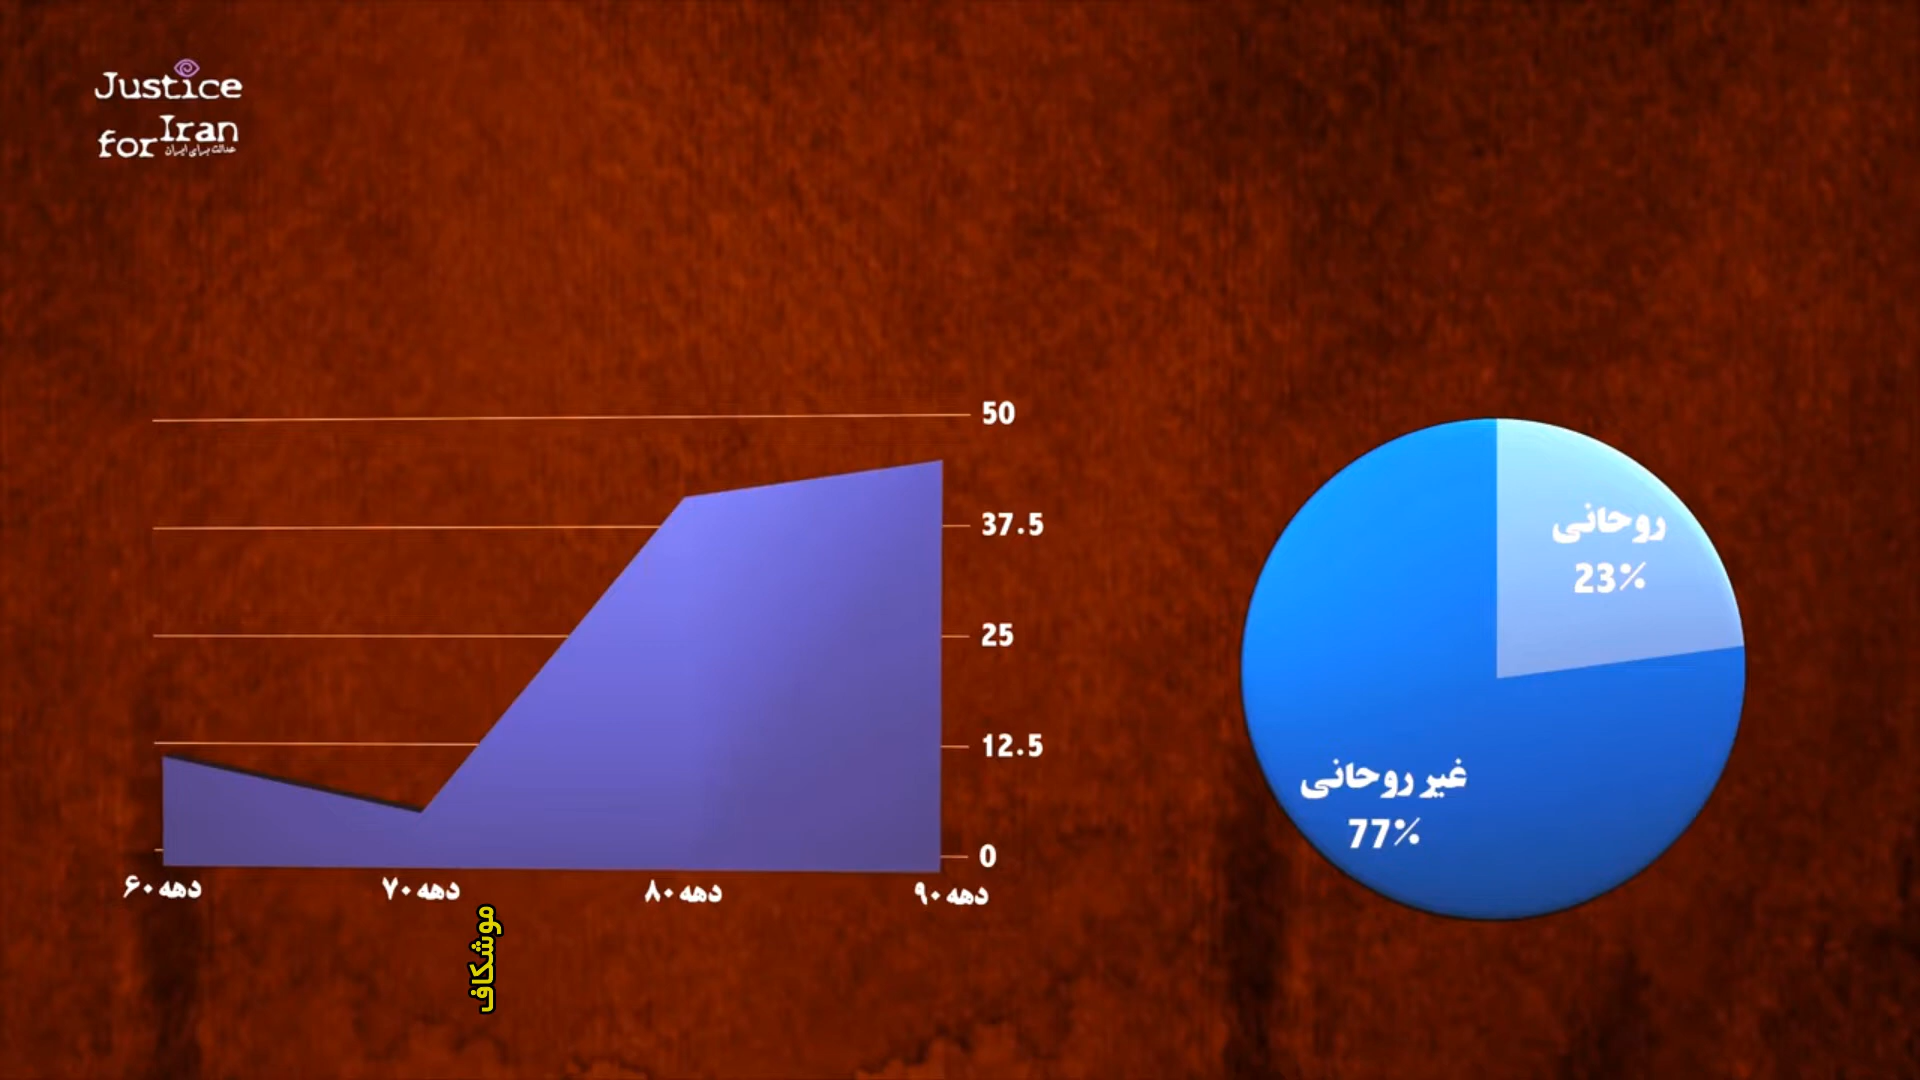 Justice
for Iran
عدالت برای ایران
50
37.5
25
12.5
0
دهه ۶۰
دهه ۷۰
دهه ۸۰
دهه ۹۰
روحانی
23%
غیر روحانی
77%
موشکاف